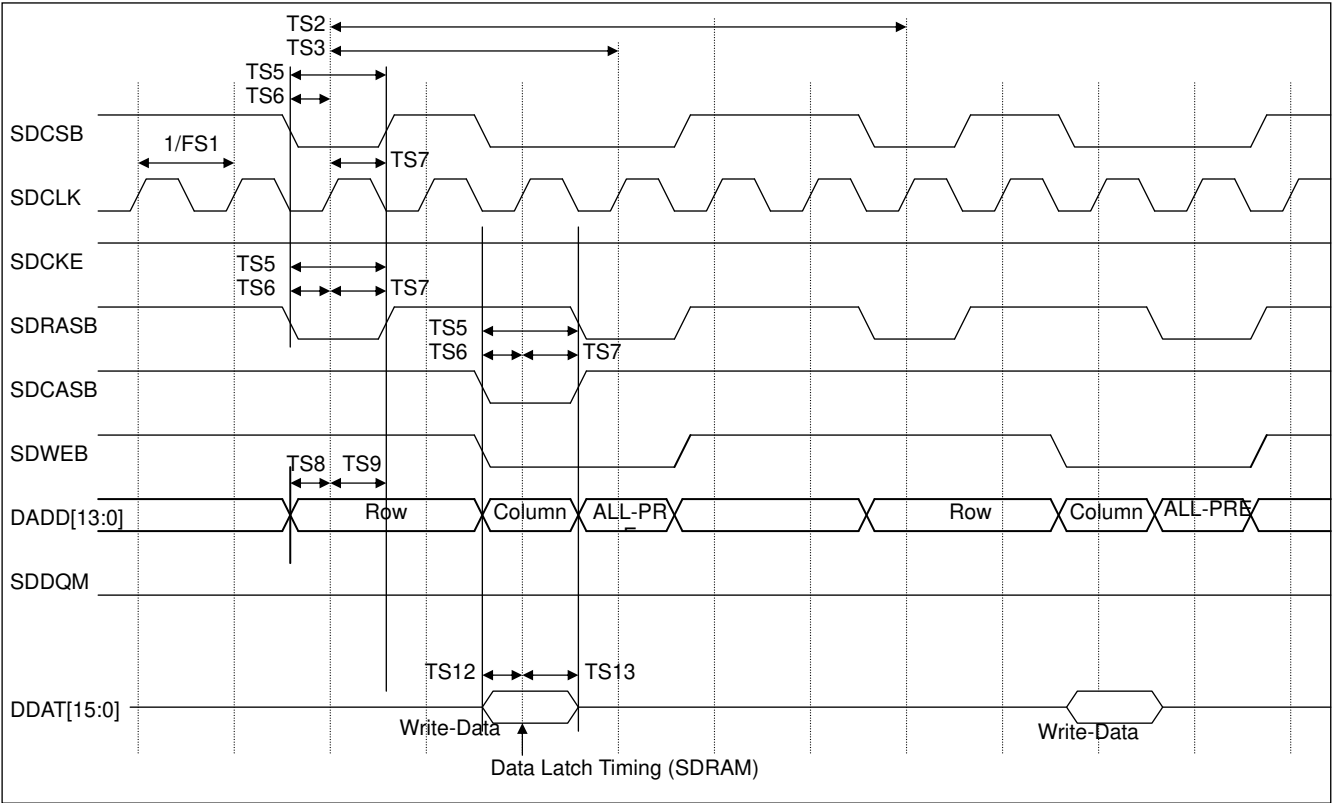 TS2
TS3
TS5
TS6
SDCSB
1/FS1
TS7
SDCLK
SDCKE
TS5
TS6
TS7
SDRASB
TS5
TS6
TS7
SDCASB
SDWEB
TS8
TS9
DADD[13:0]
Row
Column
ALL-PR
Row
Column
ALL-PRE
SDDQM
TS12
TS13
DDAT[15:0]
Write-Data
Write-Data
Data Latch Timing (SDRAM)